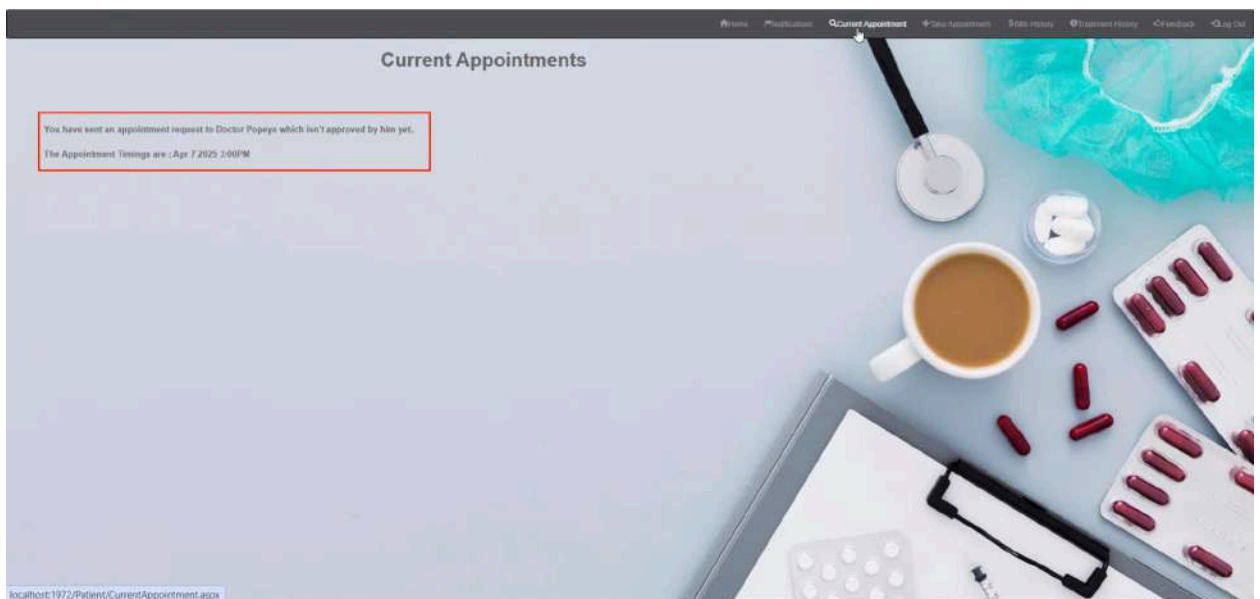 Home Notifications Current Appointment Take Appointment Bills History Treatment History Feedback Log Out
Current Appointments
You have sent an appointment request to Doctor Popeye which isn't approved by him yet.
The Appointment Timings are : Apr 7 2025 2:00PM
localhost:1972/Patient/CurrentAppointment.aspx